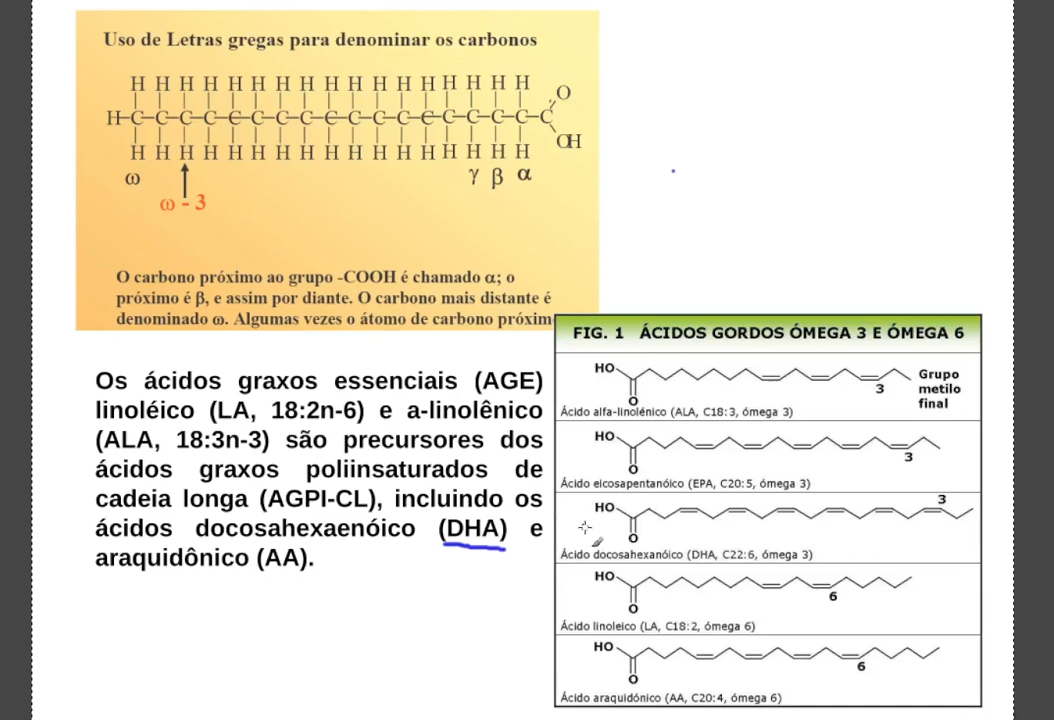 Uso de Letras gregas para denominar os carbonos
H H H H H H H H H H H H H H H H H
O
H-C-C-C-C-C-C-C-C-C-C-C-C-C-C-C-C-C-C
OH
H H H H H H H H H H H H H H H H H
ω γ β α
ω - 3
O carbono próximo ao grupo -COOH é chamado α; o
próximo é β, e assim por diante. O carbono mais distante é
denominado ω. Algumas vezes o átomo de carbono próxim
Os ácidos graxos essenciais (AGE)
linoléico (LA, 18:2n-6) e a-linolênico
(ALA, 18:3n-3) são precursores dos
ácidos graxos poliinsaturados de
cadeia longa (AGPI-CL), incluindo os
ácidos docosahexaenóico (DHA) e
araquidônico (AA).
FIG. 1 ÁCIDOS GORDOS ÓMEGA 3 E ÓMEGA 6
HO
O
3
Grupo
metilo
final
Ácido alfa-linolénico (ALA, C18:3, ómega 3)
HO
O
3
Ácido eicosapentanóico (EPA, C20:5, ómega 3)
HO
O
3
Ácido docosahexanóico (DHA, C22:6, ómega 3)
HO
O
6
Ácido linoleico (LA, C18:2, ómega 6)
HO
O
6
Ácido araquidónico (AA, C20:4, ómega 6)